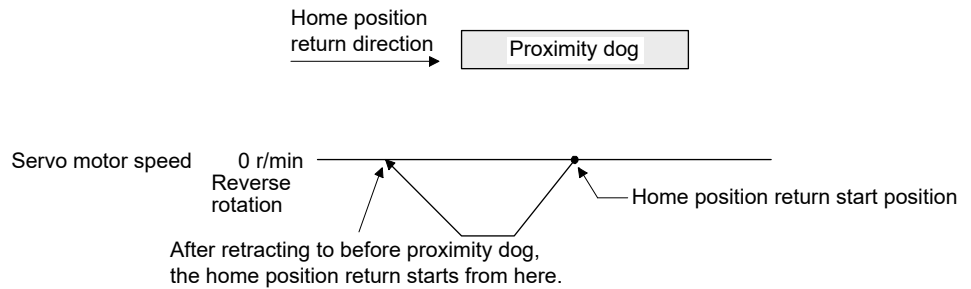 Home position
return direction
Proximity dog
Servo motor speed 0 r/min
Reverse
rotation
Home position return start position
After retracting to before proximity dog,
the home position return starts from here.